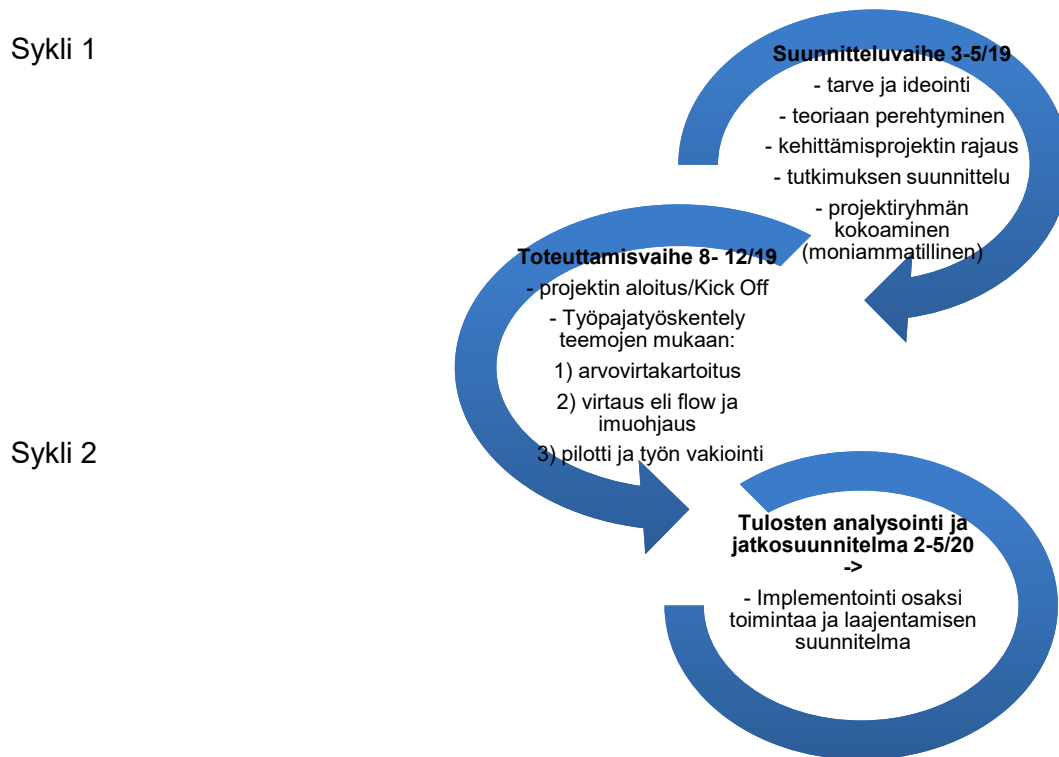 Sykli 1
Suunnitteluvaihe 3-5/19
- tarve ja ideointi
- teoriaan perehtyminen
- kehittämisprojektin rajaus
- tutkimuksen suunnittelu
- projektiryhmän
kokoaminen
(moniammatillinen)
Toteuttamisvaihe 8- 12/19
- projektin aloitus/Kick Off
- Työpajatyöskentely
teemojen mukaan:
1) arvovirtakartoitus
2) virtaus eli flow ja
imuohjaus
3) pilotti ja työn vakiointi
Sykli 2
Tulosten analysointi ja
jatkosuunnitelma 2-5/20
->
- Implementointi osaksi
toimintaa ja laajentamisen
suunnitelma